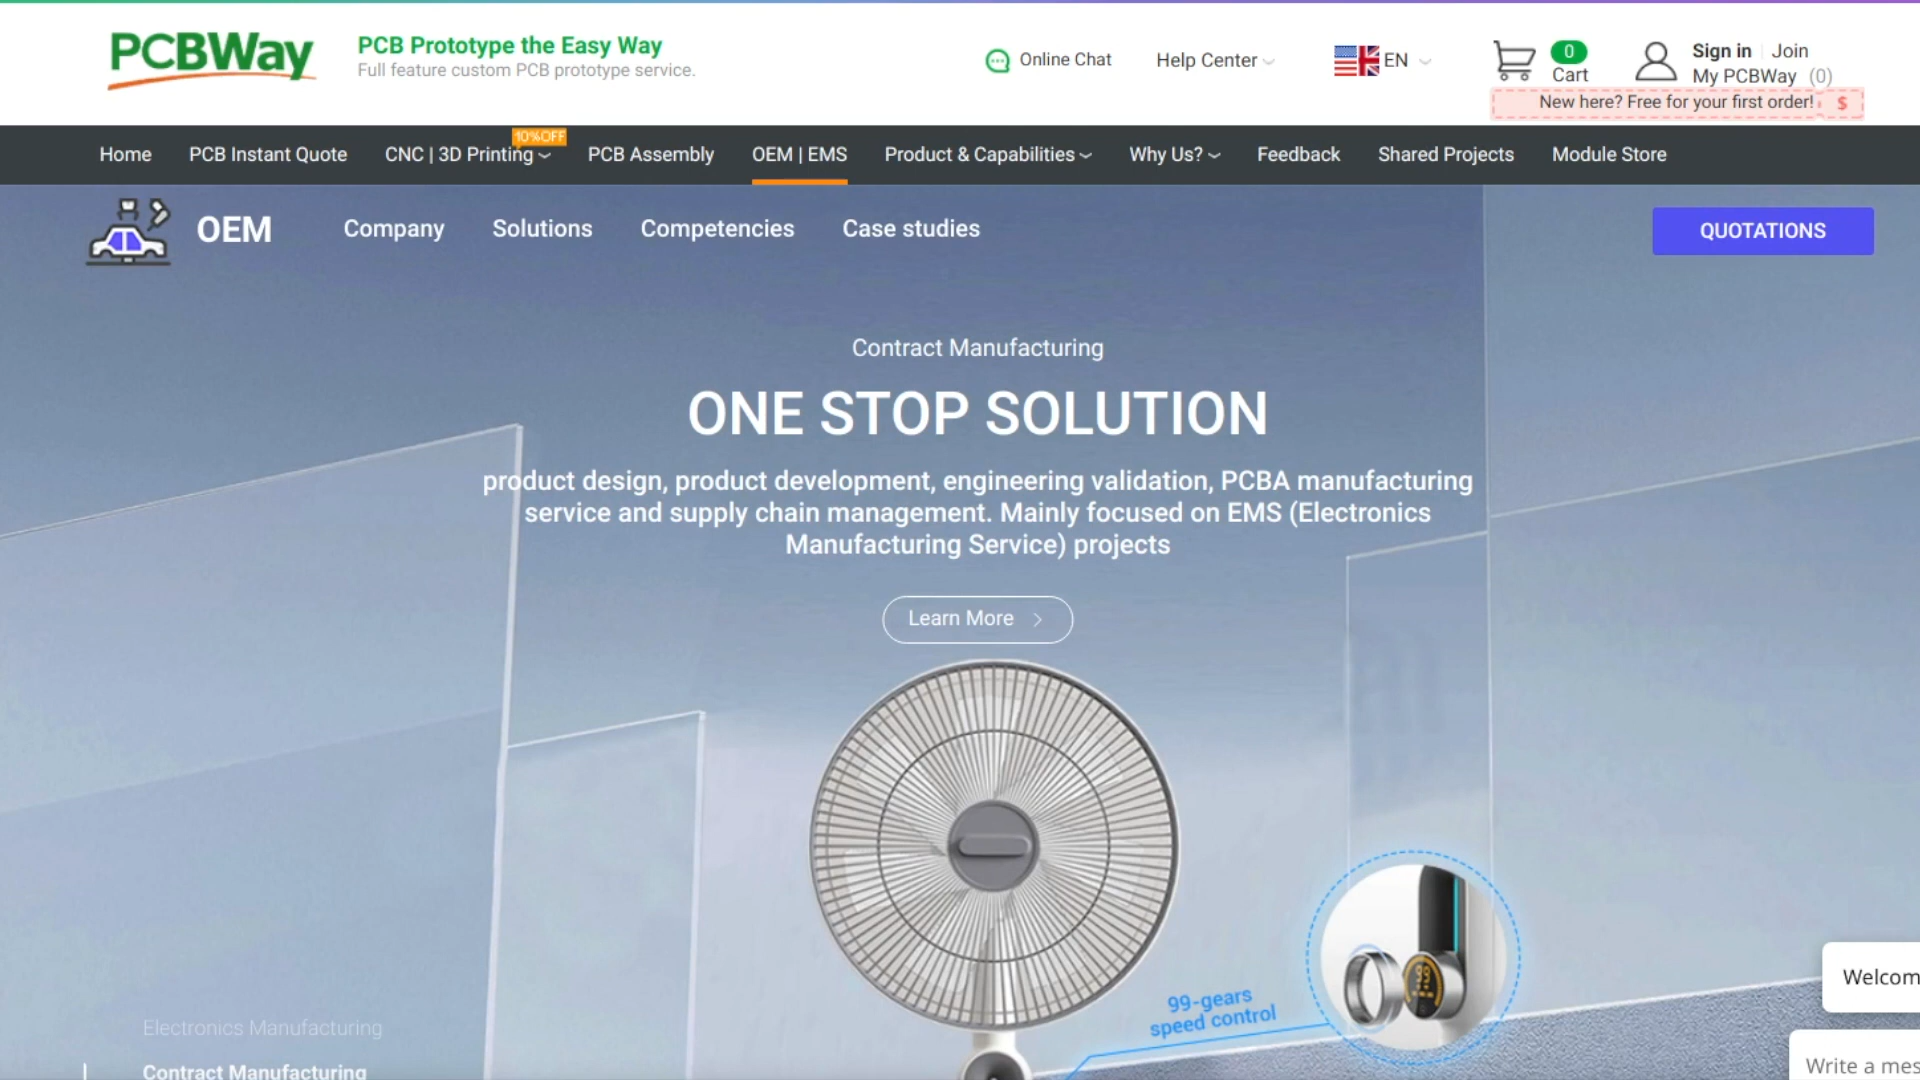 PCBWay
PCB Prototype the Easy Way
Full feature custom PCB prototype service.
Online Chat
Help Center
EN
0
Cart
Sign in | Join
My PCBWay (0)
New here? Free for your first order! $
10%OFF
Home
PCB Instant Quote
CNC | 3D Printing
PCB Assembly
OEM | EMS
Product & Capabilities
Why Us?
Feedback
Shared Projects
Module Store
OEM
Company
Solutions
Competencies
Case studies
QUOTATIONS
Contract Manufacturing
ONE STOP SOLUTION
product design, product development, engineering validation, PCBA manufacturing
service and supply chain management. Mainly focused on EMS (Electronics
Manufacturing Service) projects
Learn More
99-gears
speed control
Electronics Manufacturing
Contract Manufacturing
Welcom
Write a mes